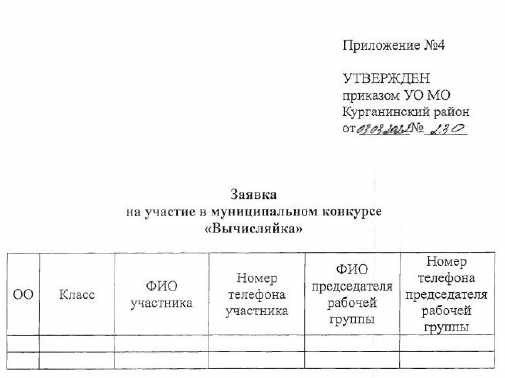 Приложение №4
УТВЕРЖДЕН
приказом УО МО
Курганинский район
от № 230
Заявка
на участие в муниципальном конкурсе
«Вычисляйка»
ОО
Класс
ФИО
участника
Номер
телефона
участника
ФИО
председателя
рабочей
группы
Номер
телефона
председателя
рабочей
группы